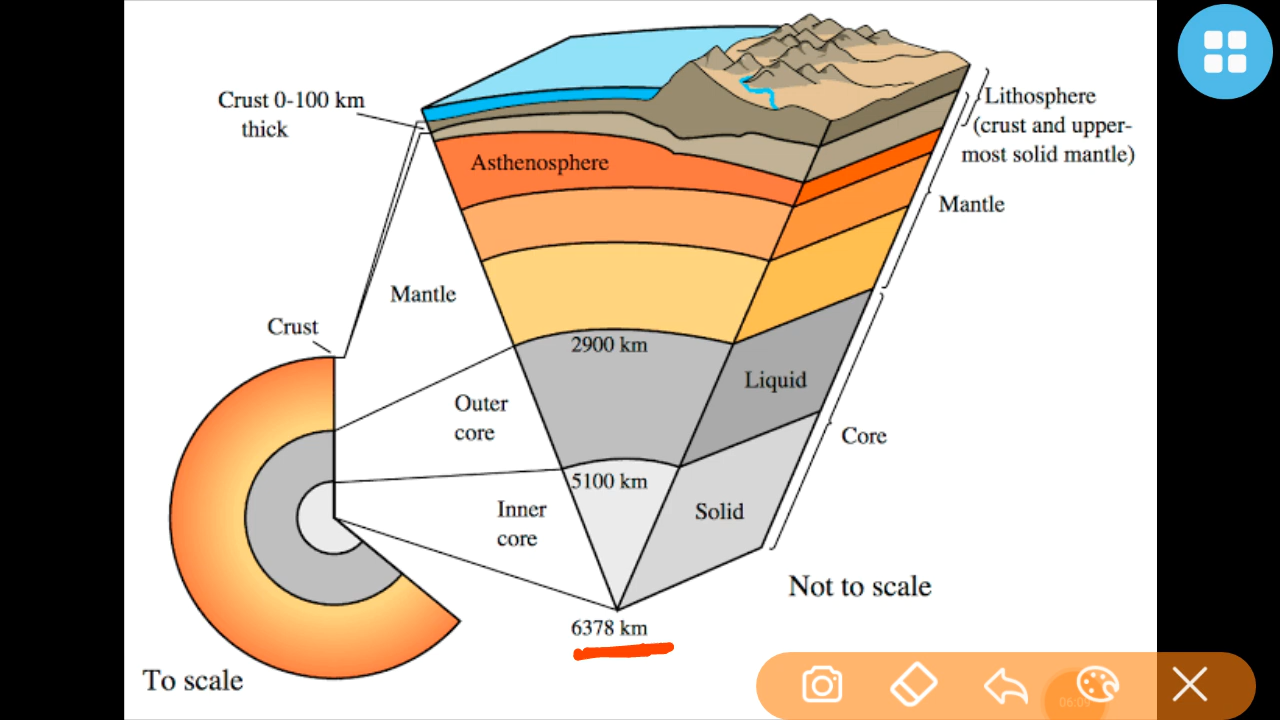 Crust 0-100 km
thick
Lithosphere
(crust and upper-
most solid mantle)
Asthenosphere
Mantle
Mantle
Crust
2900 km
Liquid
Outer
core
Core
5100 km
Inner
core
Solid
Not to scale
6378 km
To scale